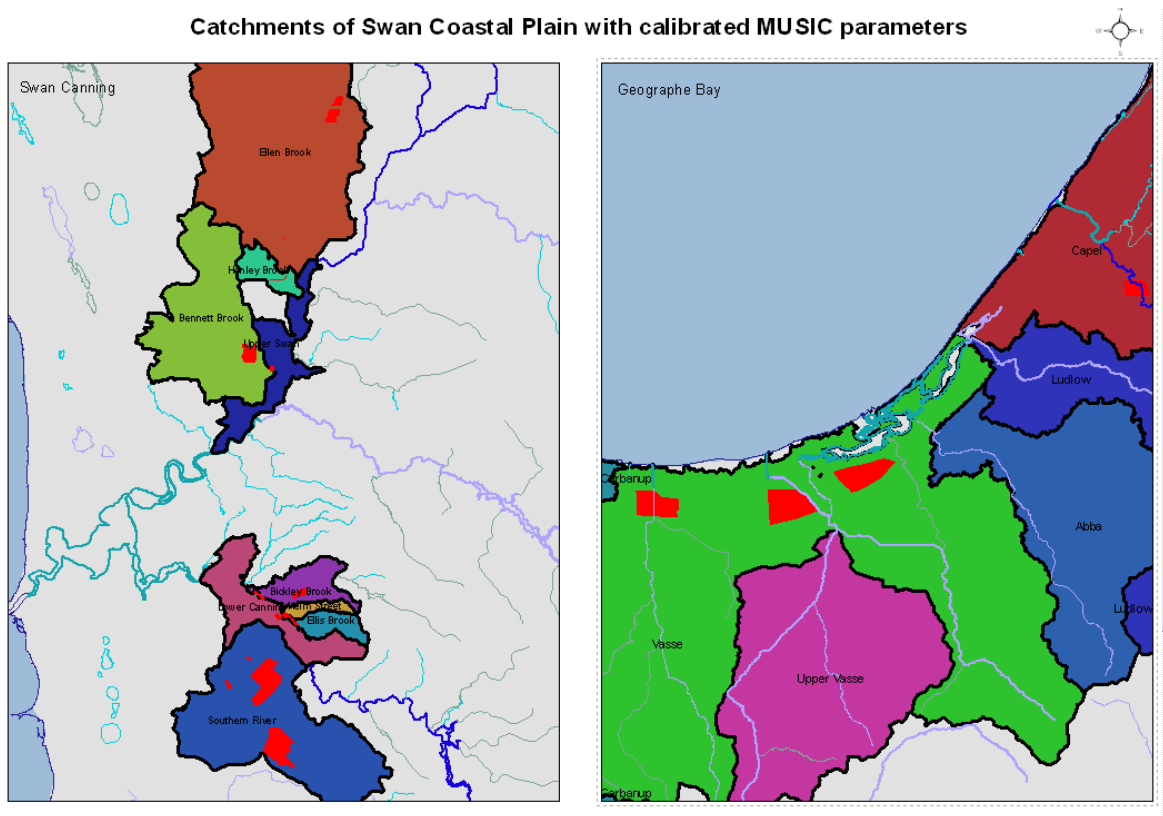 Catchments of Swan Coastal Plain with calibrated MUSIC parameters
N
W E
S
Swan Canning
Ellen Brook
Henley Brook
Bennett Brook
Upper Swan
Bickley Brook
Lower Canning
Helm Street
Ellis Brook
Southern River
Geographe Bay
Capel
Ludlow
Carbanup
Abba
Ludlow
Vasse
Upper Vasse
Carbanup